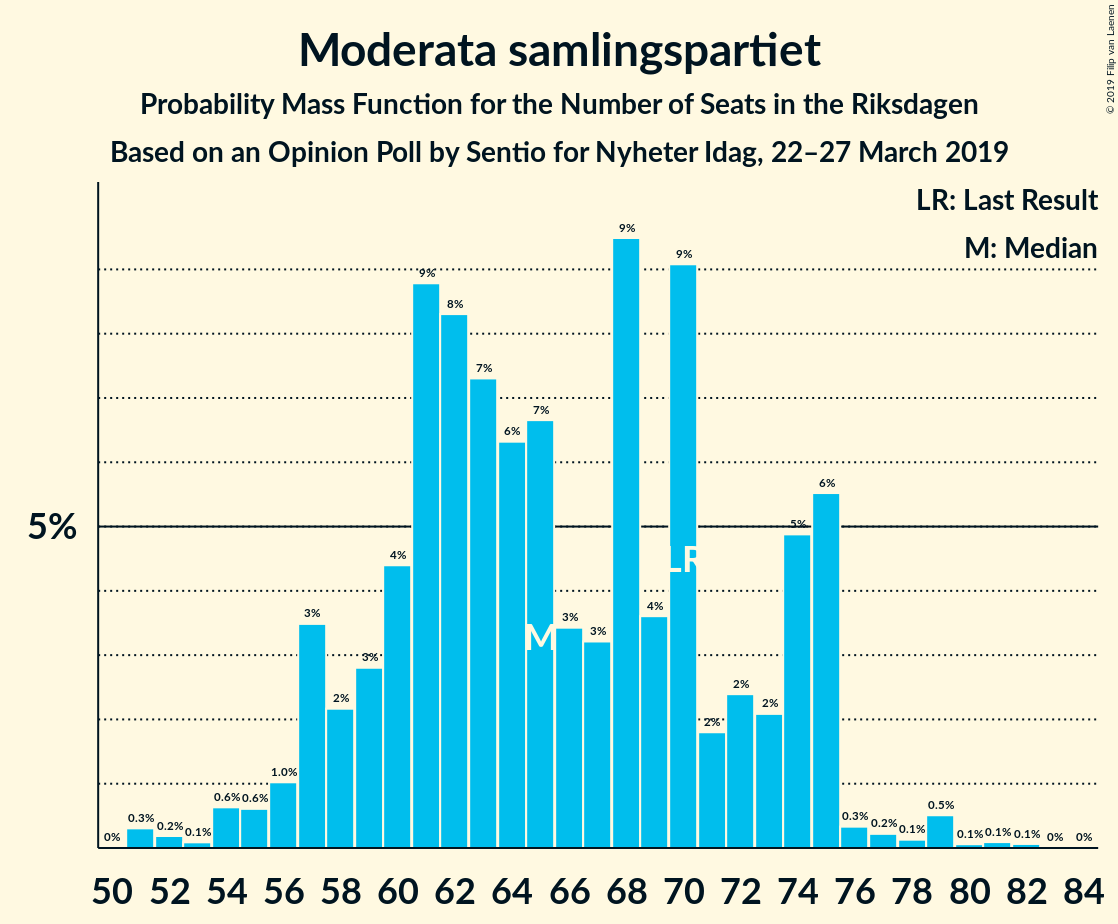 Moderata samlingspartiet
Probability Mass Function for the Number of Seats in the Riksdagen
Based on an Opinion Poll by Sentio for Nyheter Idag, 22–27 March 2019
© 2019 Filip van Laenen
LR: Last Result
M: Median
5%
0% 0.3% 0.2% 0.1% 0.6% 0.6% 1.0% 3% 2% 3% 4% 9% 8% 7% 6% 7% 3% 3% 9% 4% 9% 2% 2% 2% 5% 6% 0.3% 0.2% 0.1% 0.5% 0.1% 0.1% 0.1% 0% 0%
LR
M
50 52 54 56 58 60 62 64 66 68 70 72 74 76 78 80 82 84